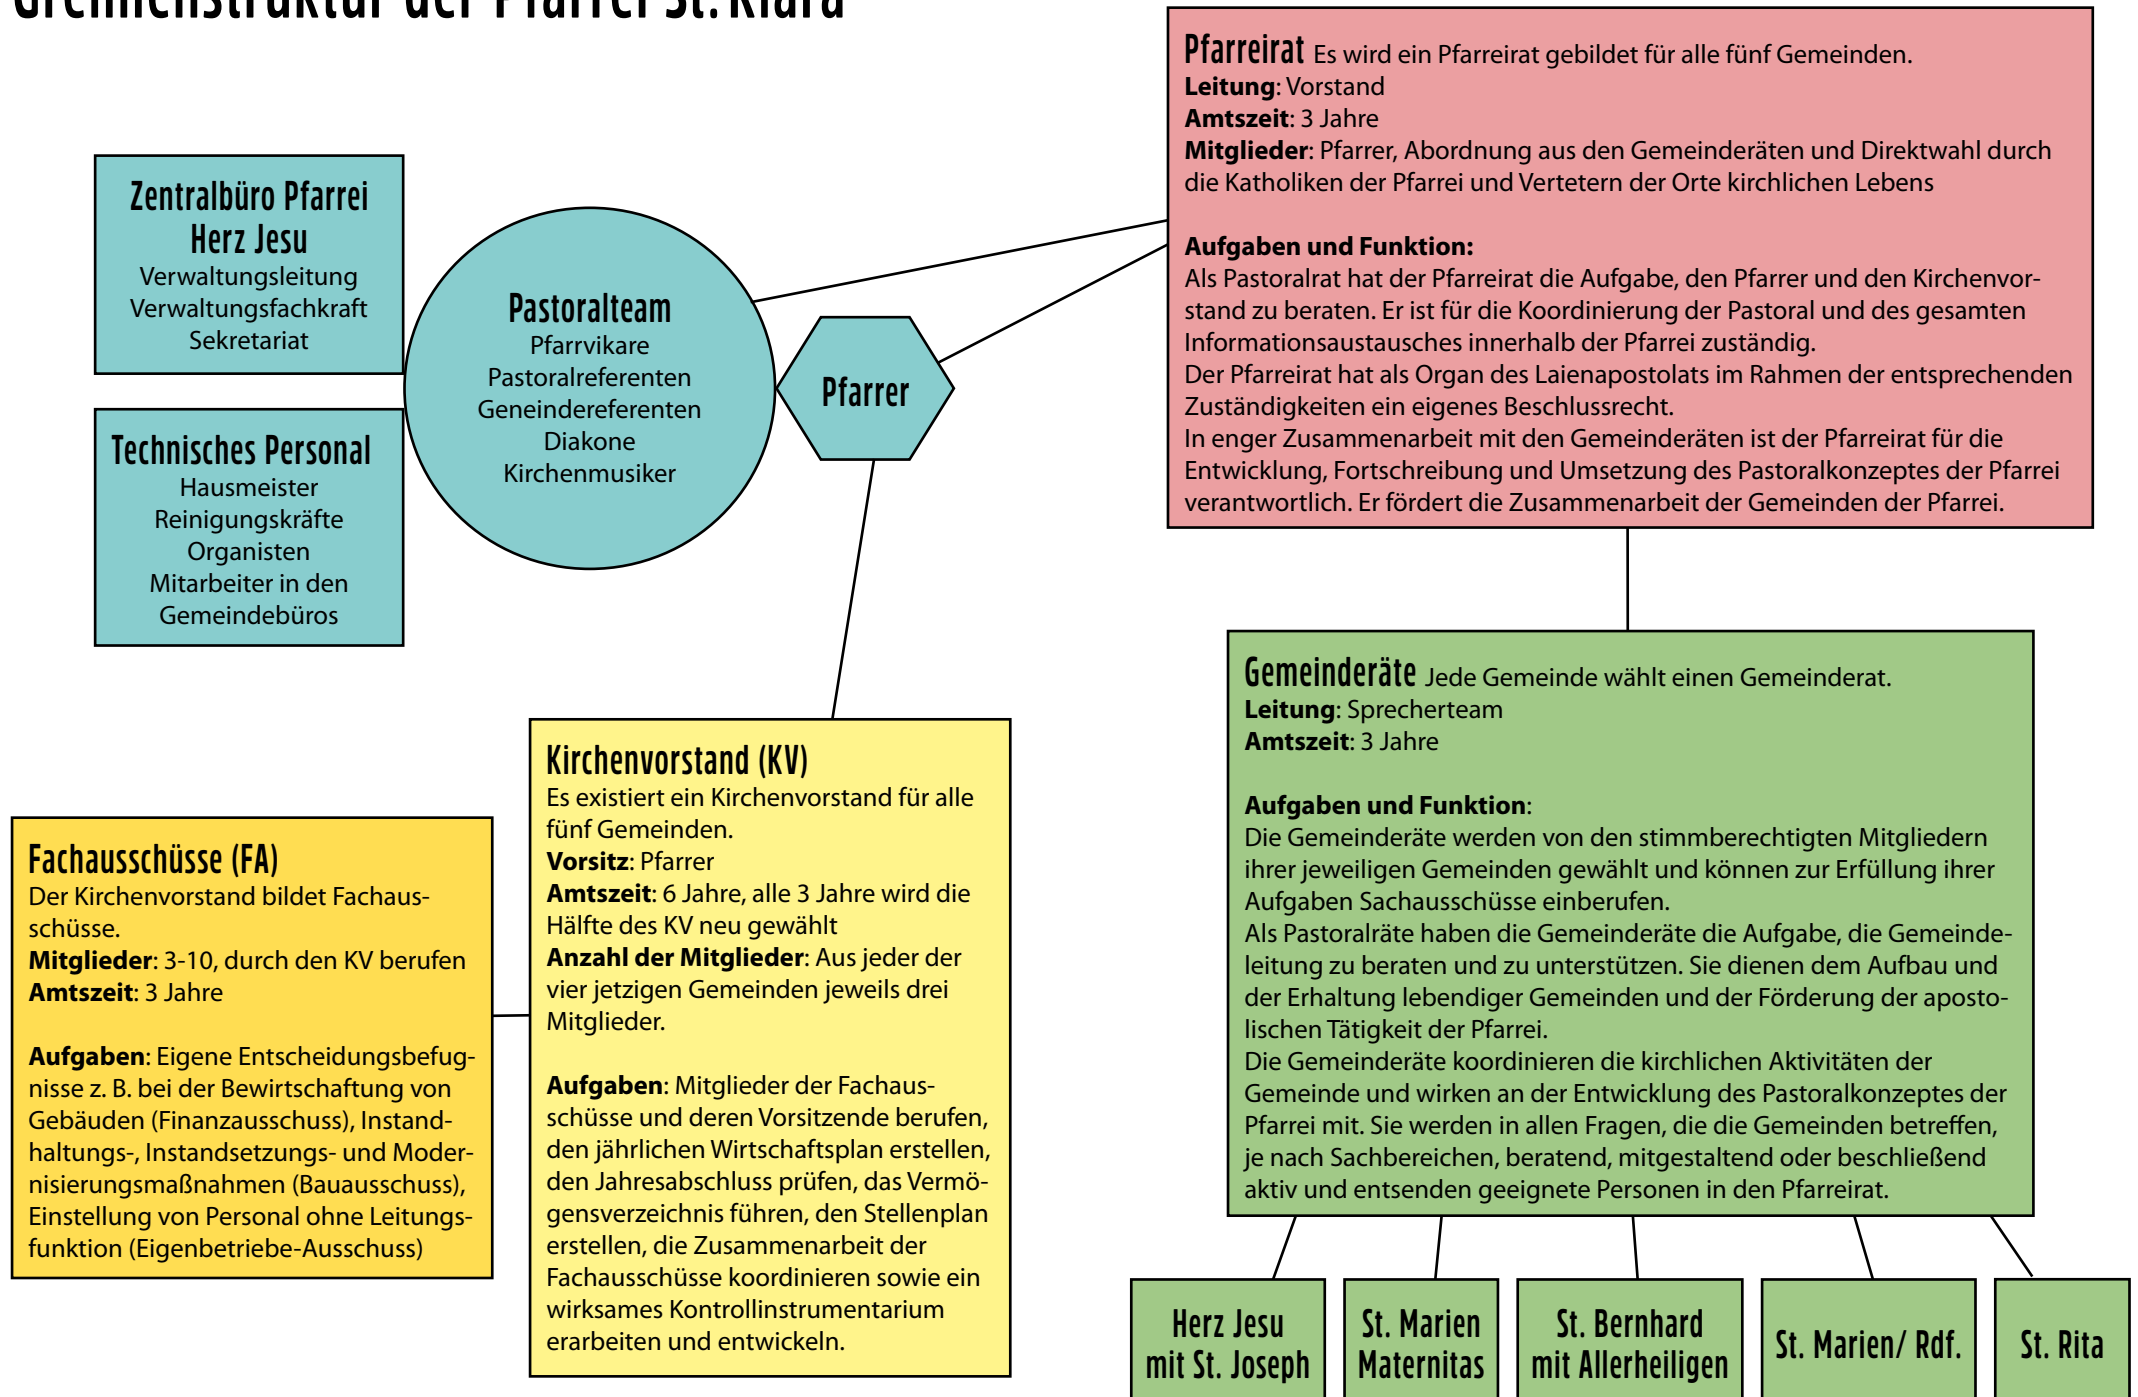 Gremienstruktur der Pfarrei St. Klara
Pfarreirat Es wird ein Pfarreirat gebildet für alle fünf Gemeinden.
Leitung: Vorstand
Amtszeit: 3 Jahre
Mitglieder: Pfarrer, Abordnung aus den Gemeinderäten und Direktwahl durch
die Katholiken der Pfarrei und Vertetern der Orte kirchlichen Lebens
Aufgaben und Funktion:
Als Pastoralrat hat der Pfarreirat die Aufgabe, den Pfarrer und den Kirchenvor-
stand zu beraten. Er ist für die Koordinierung der Pastoral und des gesamten
Informationsaustausches innerhalb der Pfarrei zuständig.
Der Pfarreirat hat als Organ des Laienapostolats im Rahmen der entsprechenden
Zuständigkeiten ein eigenes Beschlussrecht.
In enger Zusammenarbeit mit den Gemeinderäten ist der Pfarreirat für die
Entwicklung, Fortschreibung und Umsetzung des Pastoralkonzeptes der Pfarrei
verantwortlich. Er fördert die Zusammenarbeit der Gemeinden der Pfarrei.
Zentralbüro Pfarrei
Herz Jesu
Verwaltungsleitung
Verwaltungsfachkraft
Sekretariat
Pastoralteam
Pfarrvikare
Pastoralreferenten
Geneindereferenten
Diakone
Kirchenmusiker
Pfarrer
Technisches Personal
Hausmeister
Reinigungskräfte
Organisten
Mitarbeiter in den
Gemeindebüros
Fachausschüsse (FA)
Der Kirchenvorstand bildet Fachaus-
schüsse.
Mitglieder: 3-10, durch den KV berufen
Amtszeit: 3 Jahre
Aufgaben: Eigene Entscheidungsbefug-
nisse z. B. bei der Bewirtschaftung von
Gebäuden (Finanzausschuss), Instand-
haltungs-, Instandsetzungs- und Moder-
nisierungsmaßnahmen (Bauausschuss),
Einstellung von Personal ohne Leitungs-
funktion (Eigenbetriebe-Ausschuss)
Kirchenvorstand (KV)
Es existiert ein Kirchenvorstand für alle
fünf Gemeinden.
Vorsitz: Pfarrer
Amtszeit: 6 Jahre, alle 3 Jahre wird die
Hälfte des KV neu gewählt
Anzahl der Mitglieder: Aus jeder der
vier jetzigen Gemeinden jeweils drei
Mitglieder.
Aufgaben: Mitglieder der Fachaus-
schüsse und deren Vorsitzende berufen,
den jährlichen Wirtschaftsplan erstellen,
den Jahresabschluss prüfen, das Vermö-
gensverzeichnis führen, den Stellenplan
erstellen, die Zusammenarbeit der
Fachausschüsse koordinieren sowie ein
wirksames Kontrollinstrumentarium
erarbeiten und entwickeln.
Gemeinderäte Jede Gemeinde wählt einen Gemeinderat.
Leitung: Sprecherteam
Amtszeit: 3 Jahre
Aufgaben und Funktion:
Die Gemeinderäte werden von den stimmberechtigten Mitgliedern
ihrer jeweiligen Gemeinden gewählt und können zur Erfüllung ihrer
Aufgaben Sachausschüsse einberufen.
Als Pastoralräte haben die Gemeinderäte die Aufgabe, die Gemeinde-
leitung zu beraten und zu unterstützen. Sie dienen dem Aufbau und
der Erhaltung lebendiger Gemeinden und der Förderung der aposto-
lischen Tätigkeit der Pfarrei.
Die Gemeinderäte koordinieren die kirchlichen Aktivitäten der
Gemeinde und wirken an der Entwicklung des Pastoralkonzeptes der
Pfarrei mit. Sie werden in allen Fragen, die die Gemeinden betreffen,
je nach Sachbereichen, beratend, mitgestaltend oder beschließend
aktiv und entsenden geeignete Personen in den Pfarreirat.
Herz Jesu
mit St. Joseph
St. Marien
Maternitas
St. Bernhard
mit Allerheiligen
St. Marien/ Rdf.
St. Rita